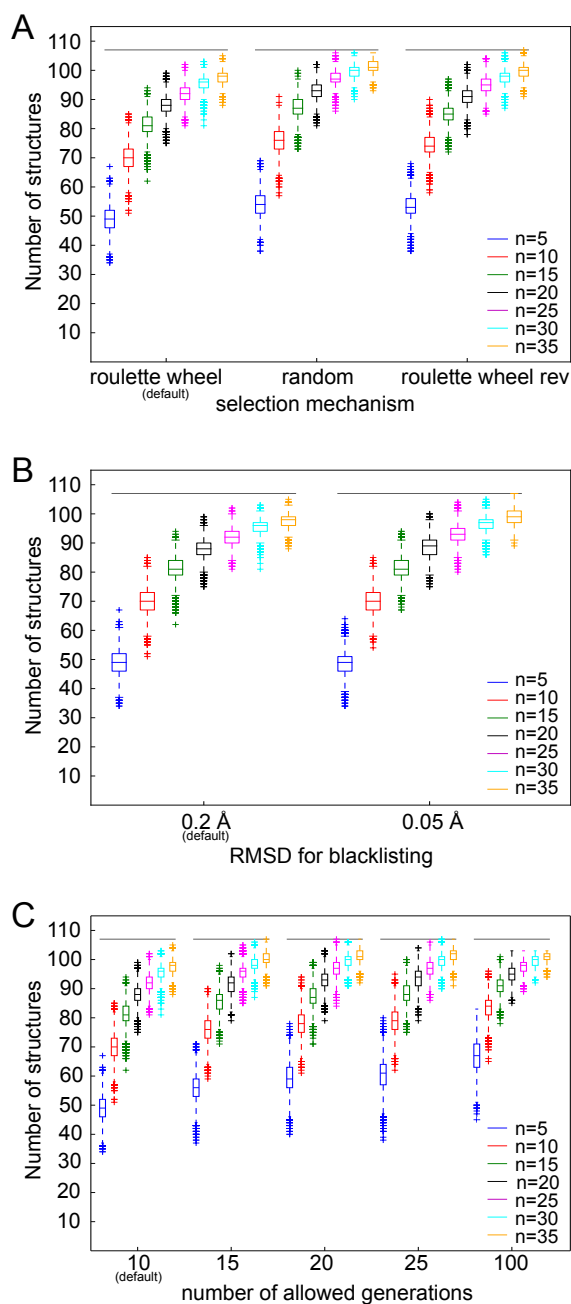 A
110
100
90
80
70
60
50
40
30
20
10
Number of structures
n=5
n=10
n=15
n=20
n=25
n=30
n=35
roulette wheel random roulette wheel rev
(default)
selection mechanism
B
110
100
90
80
70
60
50
40
30
20
10
Number of structures
n=5
n=10
n=15
n=20
n=25
n=30
n=35
0.2 Å 0.05 Å
(default)
RMSD for blacklisting
C
110
100
90
80
70
60
50
40
30
20
10
Number of structures
n=5
n=10
n=15
n=20
n=25
n=30
n=35
10 15 20 25 100
(default)
number of allowed generations